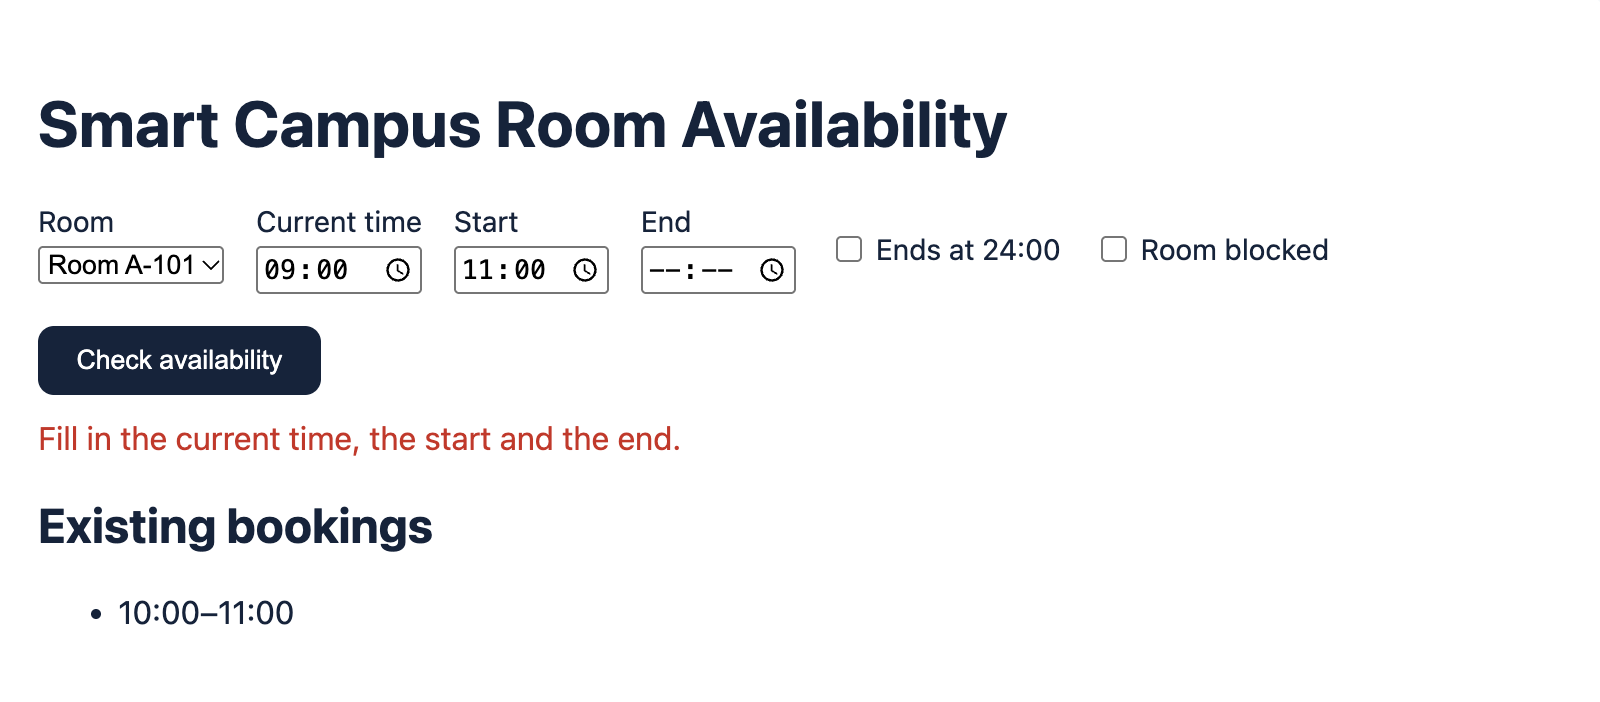 Smart Campus Room Availability
Room Current time Start End
Room A-101 09:00 11:00 --:-- Ends at 24:00 Room blocked
Check availability
Fill in the current time, the start and the end.
Existing bookings
• 10:00–11:00